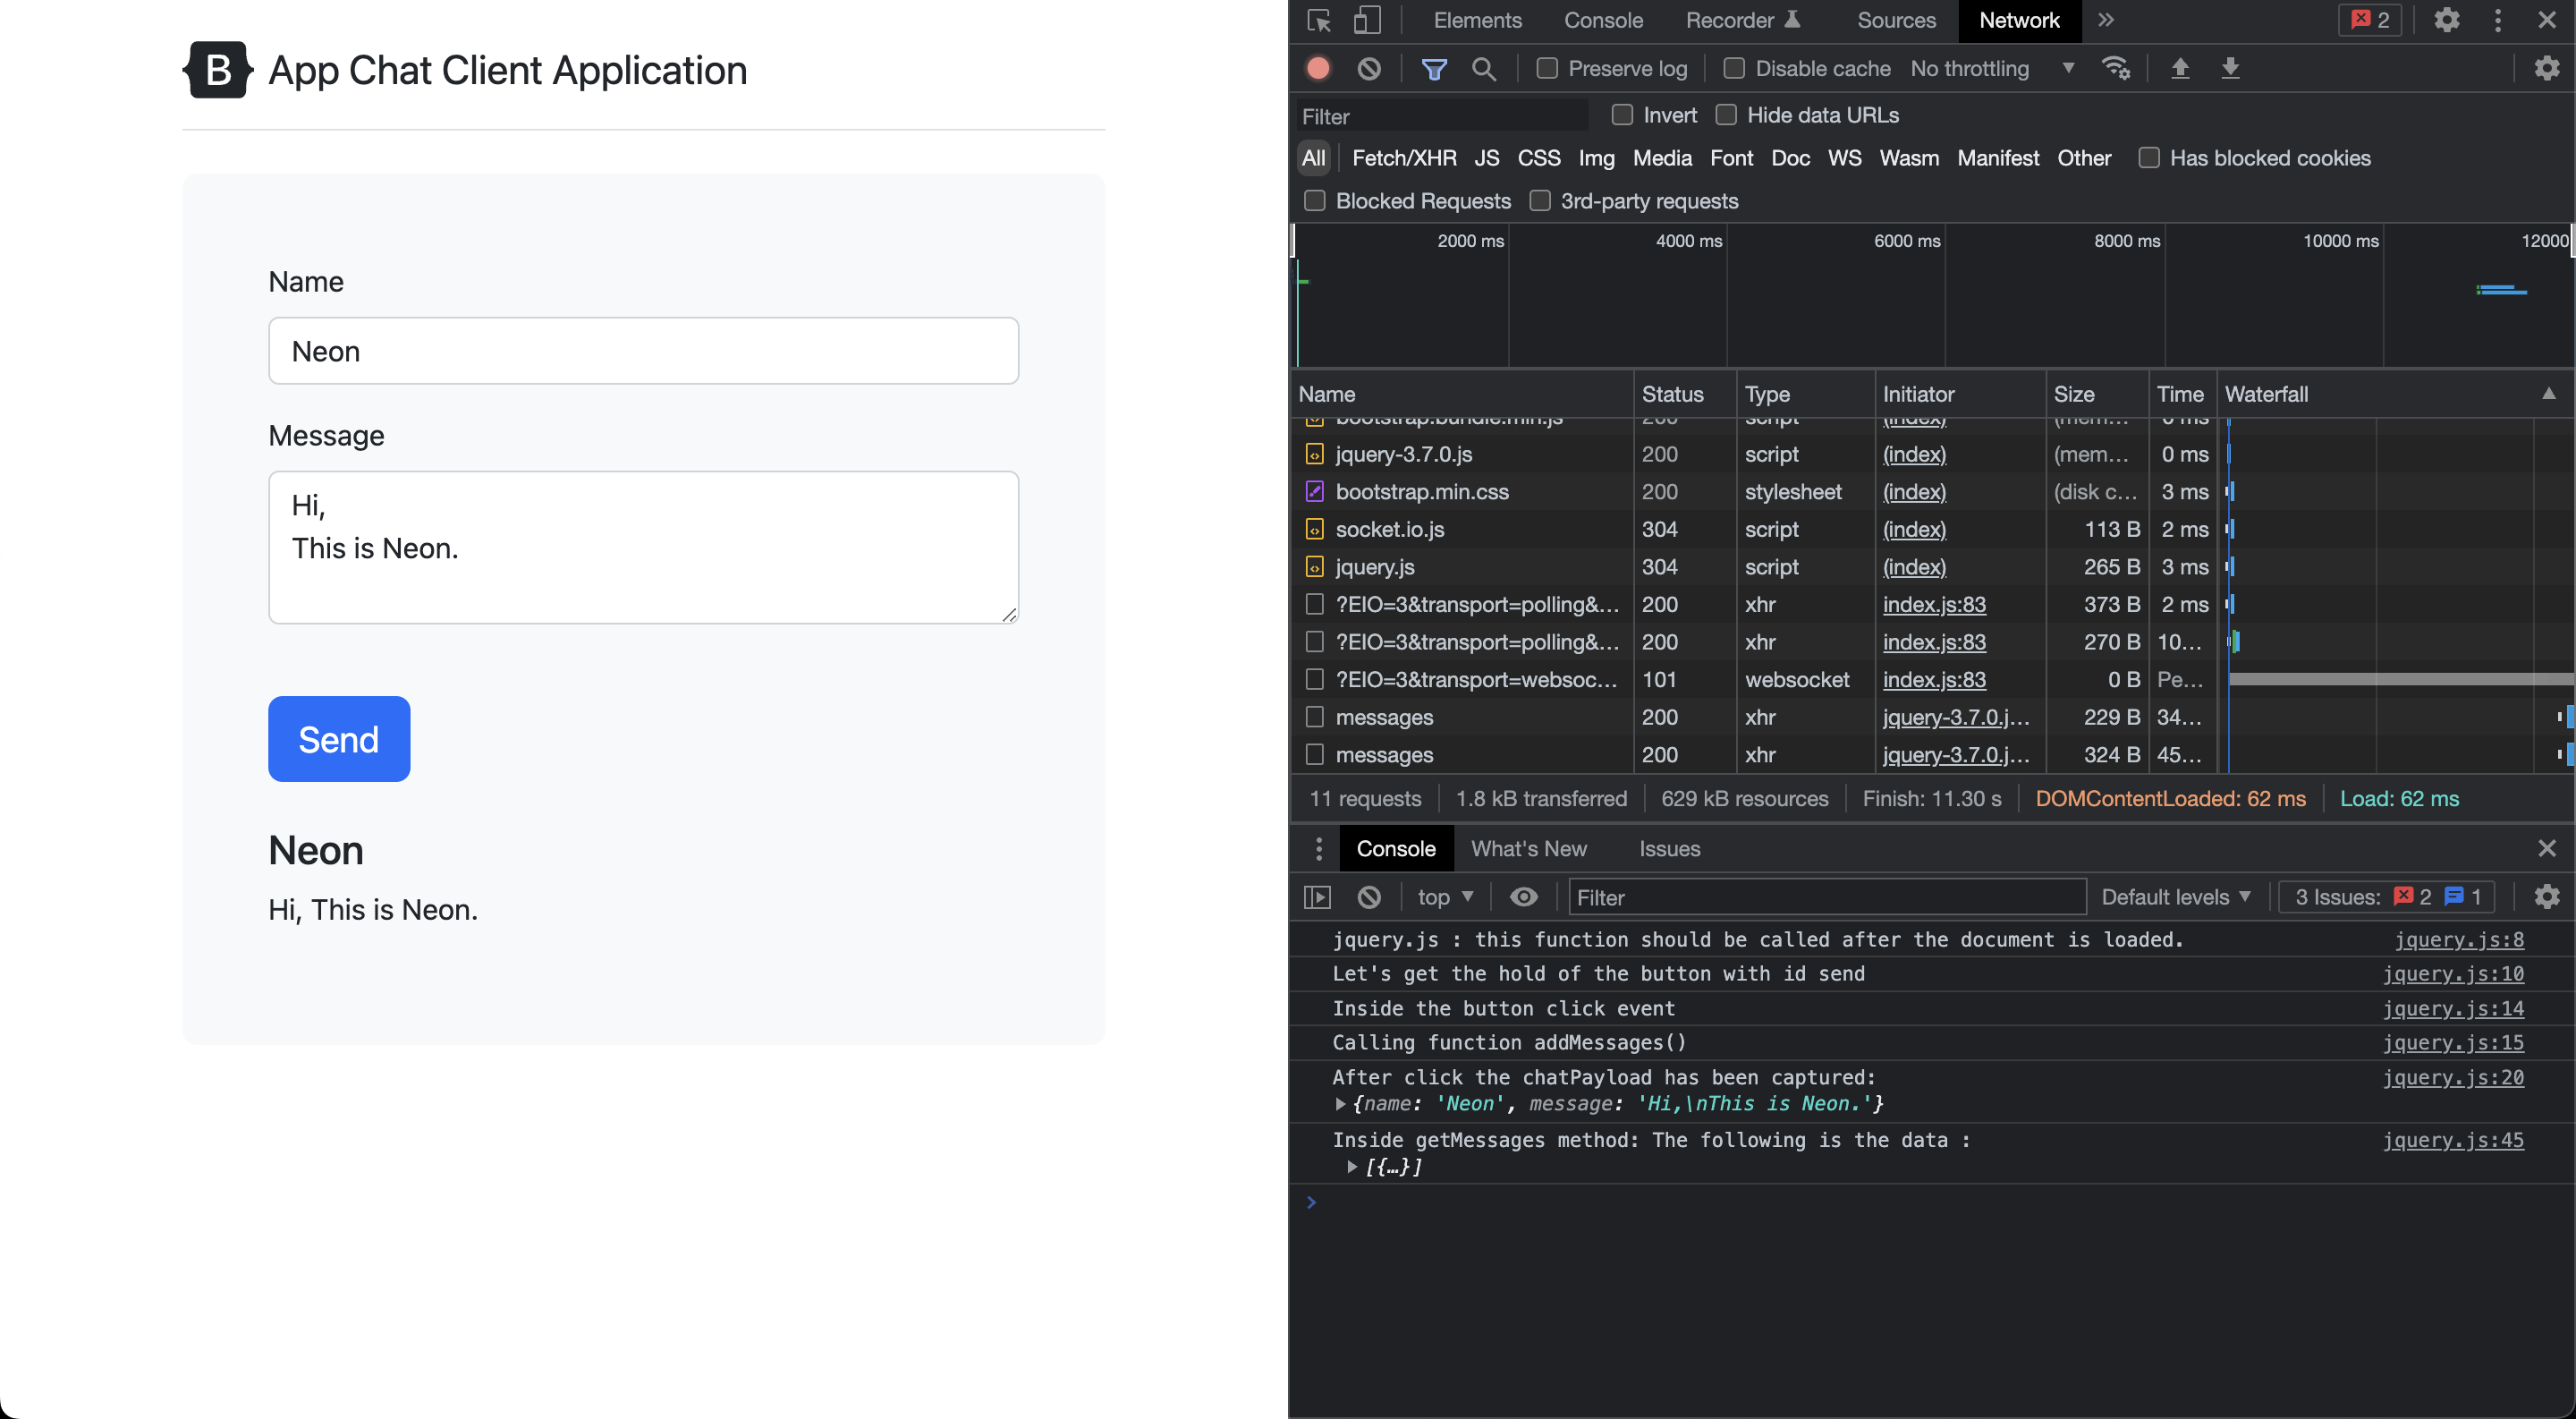 B App Chat Client Application
Name
Neon
Message
Hi,
This is Neon.
Send
Neon
Hi, This is Neon.
Elements Console Recorder Sources Network 2
Preserve log Disable cache No throttling
Filter Invert Hide data URLs
All Fetch/XHR JS CSS Img Media Font Doc WS Wasm Manifest Other Has blocked cookies
Blocked Requests 3rd-party requests
2000 ms 4000 ms 6000 ms 8000 ms 10000 ms 12000
Name Status Type Initiator Size Time Waterfall
bootstrap.bundle.min.js 200 script (index) (mem... 0 ms
jquery-3.7.0.js 200 script (index) (mem... 0 ms
bootstrap.min.css 200 stylesheet (index) (disk c... 3 ms
socket.io.js 304 script (index) 113 B 2 ms
jquery.js 304 script (index) 265 B 3 ms
?EIO=3&transport=polling&... 200 xhr index.js:83 373 B 2 ms
?EIO=3&transport=polling&... 200 xhr index.js:83 270 B 10...
?EIO=3&transport=websoc... 101 websocket index.js:83 0 B Pe...
messages 200 xhr jquery-3.7.0.j... 229 B 34...
messages 200 xhr jquery-3.7.0.j... 324 B 45...
11 requests 1.8 kB transferred 629 kB resources Finish: 11.30 s DOMContentLoaded: 62 ms Load: 62 ms
Console What's New Issues
top Filter Default levels 3 Issues: 2 1
jquery.js : this function should be called after the document is loaded. jquery.js:8
Let's get the hold of the button with id send jquery.js:10
Inside the button click event jquery.js:14
Calling function addMessages() jquery.js:15
After click the chatPayload has been captured: jquery.js:20
{name: 'Neon', message: 'Hi,\nThis is Neon.'}
Inside getMessages method: The following is the data : jquery.js:45
[{…}]